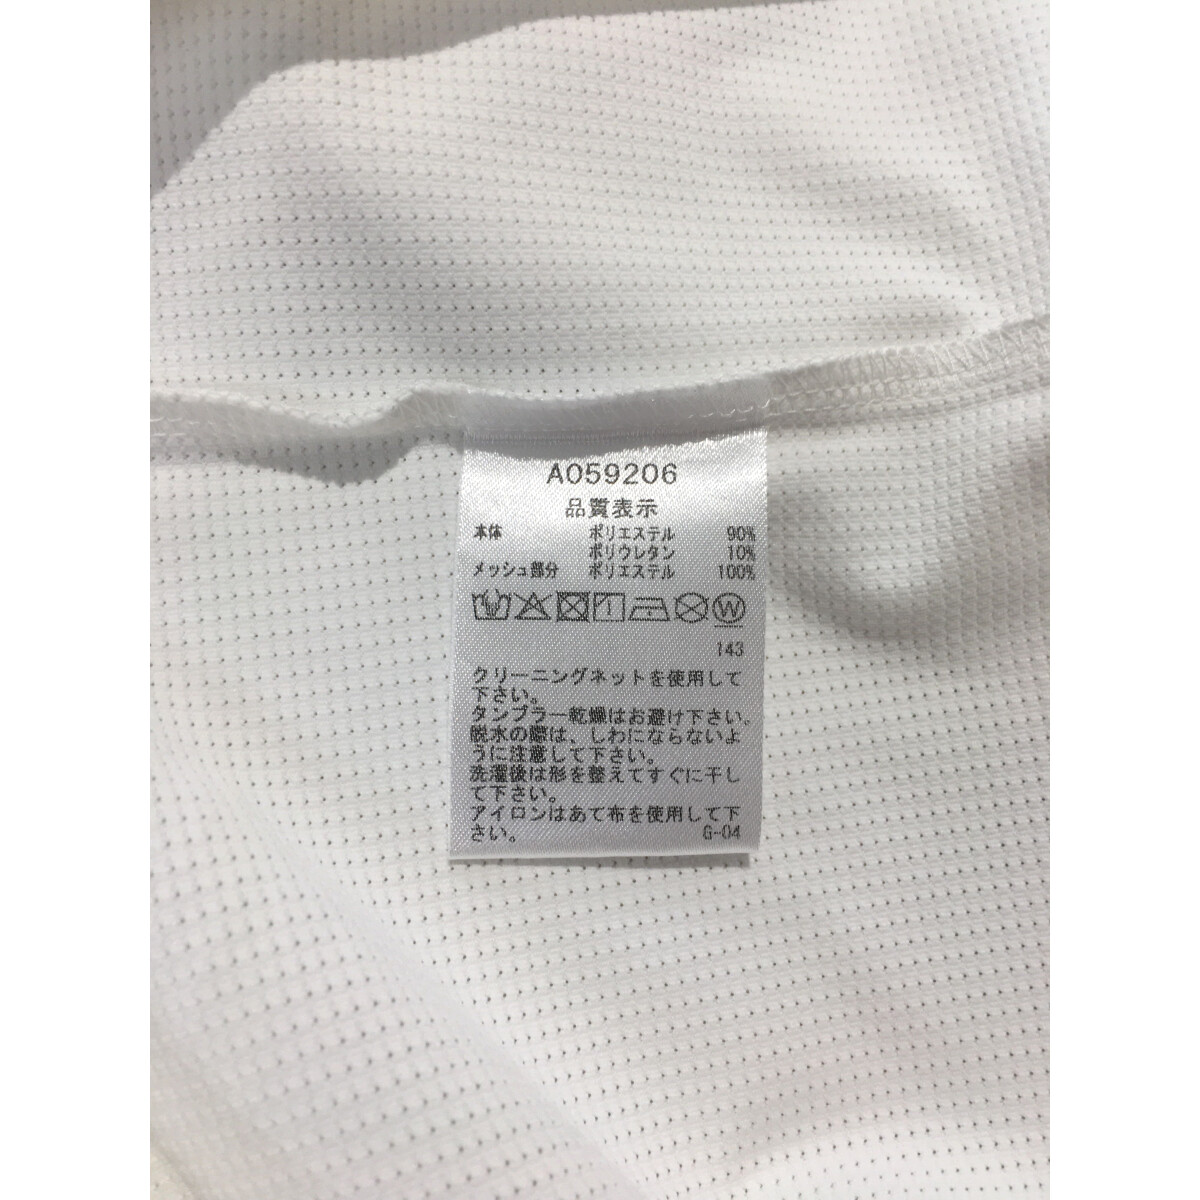 A059206
品質表示
本体 ポリエステル 90%
ポリウレタン 10%
メッシュ部分 ポリエステル 100%
W
143
クリーニングネットを使用して
下さい。
タンブラー乾燥はお避け下さい。
脱水の際は、しわにならないよ
うに注意して下さい。
洗濯後は形を整えてすぐに干し
て下さい。
アイロンはあて布を使用して下
さい。 G-04